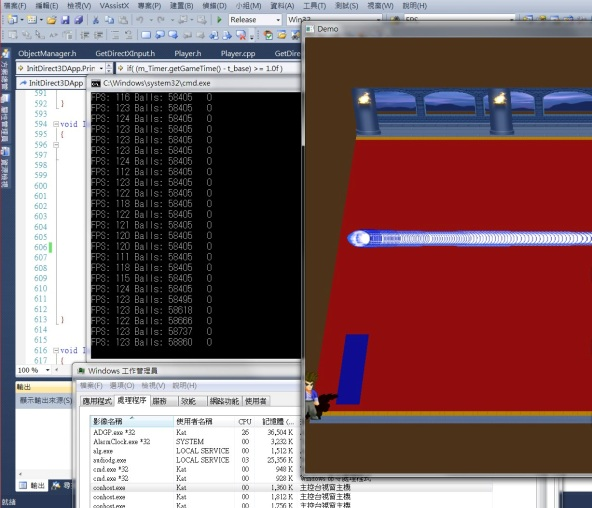 檔案(F) 編輯(E) 檢視(V) VAssistX 專案(P) 建置(B) 偵錯(D) 小組(M) 資料(A) 工具(T) 測試(S) 視窗(W) 說明(H)
Release Win32 FPS
ObjectManager.h GetDirectXInput.h Player.h Player.cpp GetDire
InitDirect3DApp.Prin if( (m_Timer.getGameTime() - t_base) >= 1.0f )
InitDirect3DApp
C:\Windows\system32\cmd.exe
Demo
591
592 }
593
594 void I
595 {
596
597
598
599
600
601
602
603
604
605
606
607
608
609
610
611
612
613 }
614
615
616 void I
617 {
FPS: 116 Balls: 58405 0
FPS: 123 Balls: 58405 0
FPS: 124 Balls: 58405 0
FPS: 123 Balls: 58405 0
FPS: 123 Balls: 58405 0
FPS: 123 Balls: 58405 0
FPS: 124 Balls: 58405 0
FPS: 112 Balls: 58405 0
FPS: 123 Balls: 58405 0
FPS: 122 Balls: 58405 0
FPS: 118 Balls: 58405 0
FPS: 122 Balls: 58405 0
FPS: 121 Balls: 58405 0
FPS: 120 Balls: 58405 0
FPS: 120 Balls: 58405 0
FPS: 111 Balls: 58405 0
FPS: 118 Balls: 58405 0
FPS: 115 Balls: 58405 0
FPS: 124 Balls: 58405 0
FPS: 123 Balls: 58495 0
FPS: 123 Balls: 58618 0
FPS: 122 Balls: 58666 0
FPS: 123 Balls: 58737 0
FPS: 123 Balls: 58860 0
100 %
輸出
顯示輸出來源(S)
輸出
就緒
Windows 工作管理員
檔案(F) 選項(O) 檢視(V) 說明(H)
應用程式 處理程序 服務 效能 網路功能 使用者
影像名稱 使用者名稱 CPU 記憶體 (...
ADGP.exe *32 Kat 26 36,504 K
AlarmClock.exe *32 SYSTEM 00 3,232 K
alg.exe LOCAL SERVICE 00 1,512 K
audiodg.exe LOCAL SERVICE 03 25,356 K
cmd.exe *32 Kat 00 948 K
cmd.exe *32 Kat 00 928 K Windows 命令處理程式
conhost.exe Kat 00 1,360 K 主控台視窗主機
conhost.exe Kat 00 1,812 K 主控台視窗主機
conhost.exe Kat 00 1,756 K 主控台視窗主機